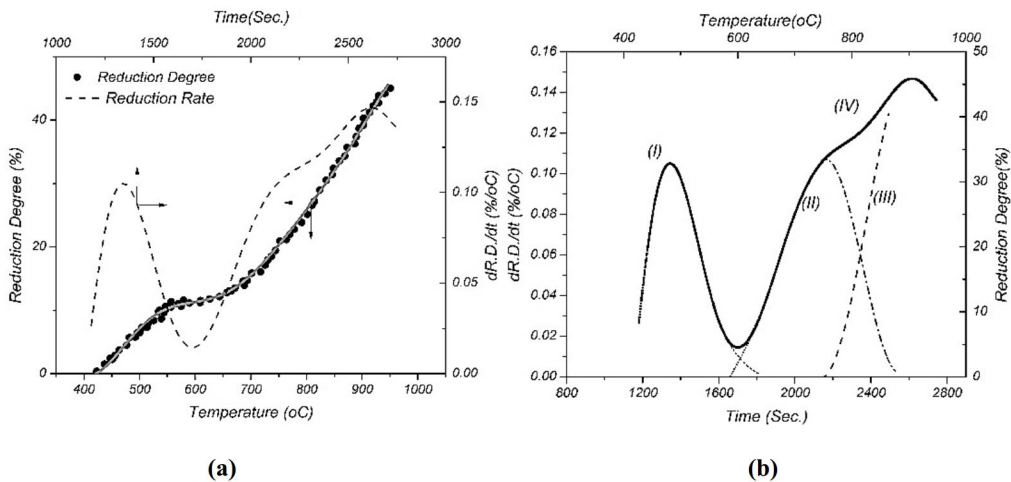 Time(Sec.)
1000 1500 2000 2500 3000
Reduction Degree
Reduction Rate
Reduction Degree (%)
0 20 40
0.00 0.05 0.10 0.15
dR.D./dt (%/oC)
400 500 600 700 800 900 1000
Temperature (oC)
(a)
Temperature(oC)
400 600 800 1000
dR.D./dt (%/oC)
0.16
0.14
0.12
0.10
0.08
0.06
0.04
0.02
0.00
(I)
(II)
(III)
(IV)
50
40
30
20
10
0
Reduction Degree(%)
800 1200 1600 2000 2400 2800
Time (Sec.)
(b)